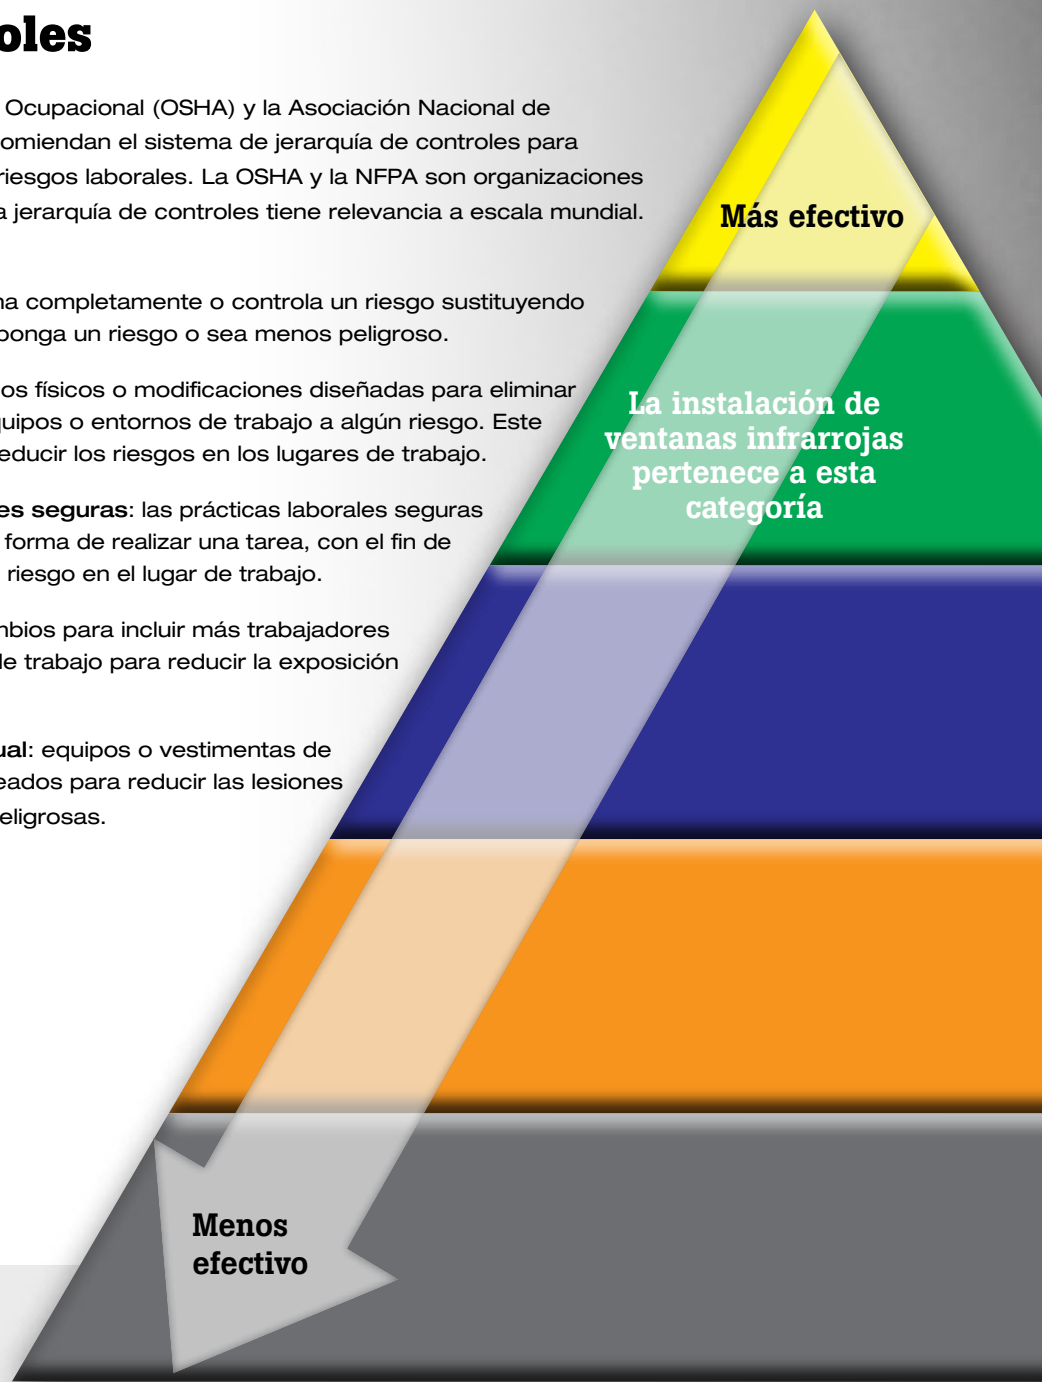 oles
Ocupacional (OSHA) y la Asociación Nacional de
omiendan el sistema de jerarquía de controles para
riesgos laborales. La OSHA y la NFPA son organizaciones
a jerarquía de controles tiene relevancia a escala mundial.
na completamente o controla un riesgo sustituyendo
ponga un riesgo o sea menos peligroso.
os físicos o modificaciones diseñadas para eliminar
quipos o entornos de trabajo a algún riesgo. Este
educir los riesgos en los lugares de trabajo.
es seguras: las prácticas laborales seguras
forma de realizar una tarea, con el fin de
riesgo en el lugar de trabajo.
mbios para incluir más trabajadores
de trabajo para reducir la exposición
ual: equipos o vestimentas de
eados para reducir las lesiones
eligrosas.
Más efectivo
La instalación de
ventanas infrarrojas
pertenece a esta
categoría
Menos
efectivo